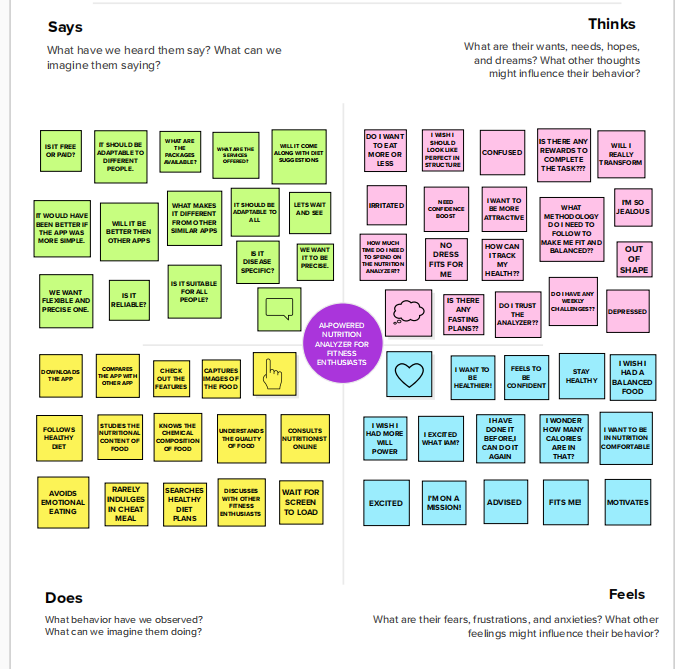 Says
What have we heard them say? What can we
imagine them saying?
Thinks
What are their wants, needs, hopes,
and dreams? What other thoughts
might influence their behavior?
IS IT FREE
OR PAID?
IT SHOULD BE
ADAPTABLE TO
DIFFERENT
PEOPLE.
WHAT ARE
THE
PACKAGES
AVAILABLE?
WHAT ARE THE
SERVICES
OFFERED?
WILL IT COME
ALONG WITH DIET
SUGGESTIONS
IT WOULD HAVE
BEEN BETTER IF
THE APP WAS
MORE SIMPLE.
WILL IT BE
BETTER THEN
OTHER APPS
WHAT MAKES
IT DIFFERENT
FROM OTHER
SIMILAR APPS
IT SHOULD BE
ADAPTABLE TO
ALL
LETS WAIT
AND SEE
IS IT
DISEASE
SPECIFIC?
WE WANT
IT TO BE
PRECISE.
WE WANT
FLEXIBLE AND
PRECISE ONE.
IS IT
RELIABLE?
IS IT SUITABLE
FOR ALL
PEOPLE?
DO I WANT
TO EAT
MORE OR
LESS
I WISH I
SHOULD
LOOK LIKE
PERFECT IN
STRUCTURE
CONFUSED
IS THERE ANY
REWARDS TO
COMPLETE
THE TASK???
WILL I
REALLY
TRANSFORM
IRRITATED
NEED
CONFIDENCE
BOOST
I WANT TO
BE MORE
ATTRACTIVE
WHAT
METHODOLOGY
DO I NEED TO
FOLLOW TO
MAKE ME FIT AND
BALANCED??
I'M SO
JEALOUS
HOW MUCH
TIME DO I NEED
TO SPEND ON
THE NUTRITION
ANALYZER?
NO
DRESS
FITS FOR
ME
HOW CAN
I TRACK
MY
HEALTH??
OUT
OF
SHAPE
IS THERE
ANY
FASTING
PLANS??
DO I TRUST
THE
ANALYZER??
DO I HAVE ANY
WEEKLY
CHALLENGES??
DEPRESSED
AI-POWERED
NUTRITION
ANALYZER FOR
FITNESS
ENTHUSIASTS
DOWNLOADS
THE APP
COMPARES
THE APP WITH
OTHER APP
CHECK
OUT THE
FEATURES
CAPTURES
IMAGES OF
THE FOOD
FOLLOWS
HEALTHY
DIET
STUDIES THE
NUTRITIONAL
CONTENT OF
FOOD
KNOWS THE
CHEMICAL
COMPOSITION
OF FOOD
UNDERSTANDS
THE QUALITY
OF FOOD
CONSULTS
NUTRITIONIST
ONLINE
AVOIDS
EMOTIONAL
EATING
RARELY
INDULGES
IN CHEAT
MEAL
SEARCHES
HEALTHY
DIET
PLANS
DISCUSSES
WITH OTHER
FITNESS
ENTHUSIASTS
WAIT FOR
SCREEN
TO LOAD
I WANT TO
BE
HEALTHIER!
FEELS TO
BE
CONFIDENT
STAY
HEALTHY
I WISH I
HAD A
BALANCED
FOOD
I WISH I
HAD MORE
WILL
POWER
I EXCITED
WHAT IAM?
I HAVE
DONE IT
BEFORE,I
CAN DO IT
AGAIN
I WONDER
HOW MANY
CALORIES
ARE IN
THAT?
I WANT TO BE
IN NUTRITION
COMFORTABLE
EXCITED
I'M ON A
MISSION!
ADVISED
FITS ME!
MOTIVATES
Does
What behavior have we observed?
What can we imagine them doing?
Feels
What are their fears, frustrations, and anxieties? What other
feelings might influence their behavior?